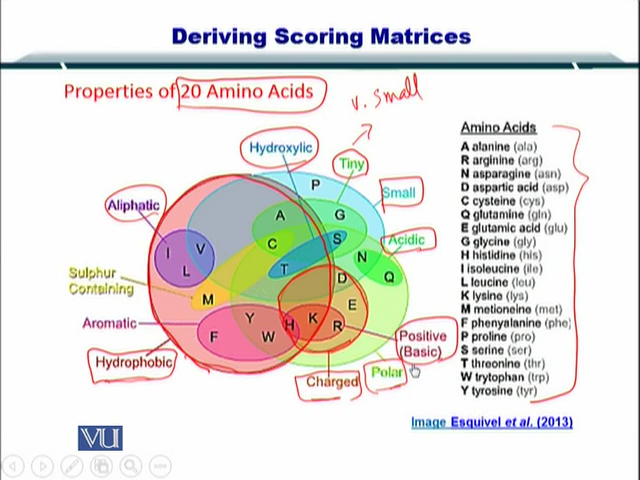 Deriving Scoring Matrices
Properties of 20 Amino Acids
v. small
Hydroxylic
Tiny
Small
Aliphatic
Acidic
Sulphur
Containing
Aromatic
Hydrophobic
Charged
Polar
Positive
(Basic)
P
A
G
C
S
I
V
L
T
N
D
Q
M
E
Y
H
K
R
F
W
Amino Acids
A alanine (ala)
R arginine (arg)
N asparagine (asn)
D aspartic acid (asp)
C cysteine (cys)
Q glutamine (gln)
E glutamic acid (glu)
G glycine (gly)
H histidine (his)
I isoleucine (ile)
L leucine (leu)
K lysine (lys)
M metioneine (met)
F phenyalanine (phe)
P proline (pro)
S serine (ser)
T threonine (thr)
W trytophan (trp)
Y tyrosine (tyr)
Image Esquivel et al. (2013)
VU